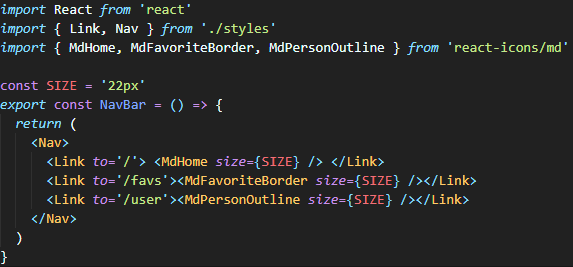 import React from 'react'
import { Link, Nav } from './styles'
import { MdHome, MdFavoriteBorder, MdPersonOutline } from 'react-icons/md'

const SIZE = '22px'
export const NavBar = () => {
  return (
    <Nav>
      <Link to='/'> <MdHome size={SIZE} /> </Link>
      <Link to='/favs'><MdFavoriteBorder size={SIZE} /></Link>
      <Link to='/user'><MdPersonOutline size={SIZE} /></Link>
    </Nav>
  )
}